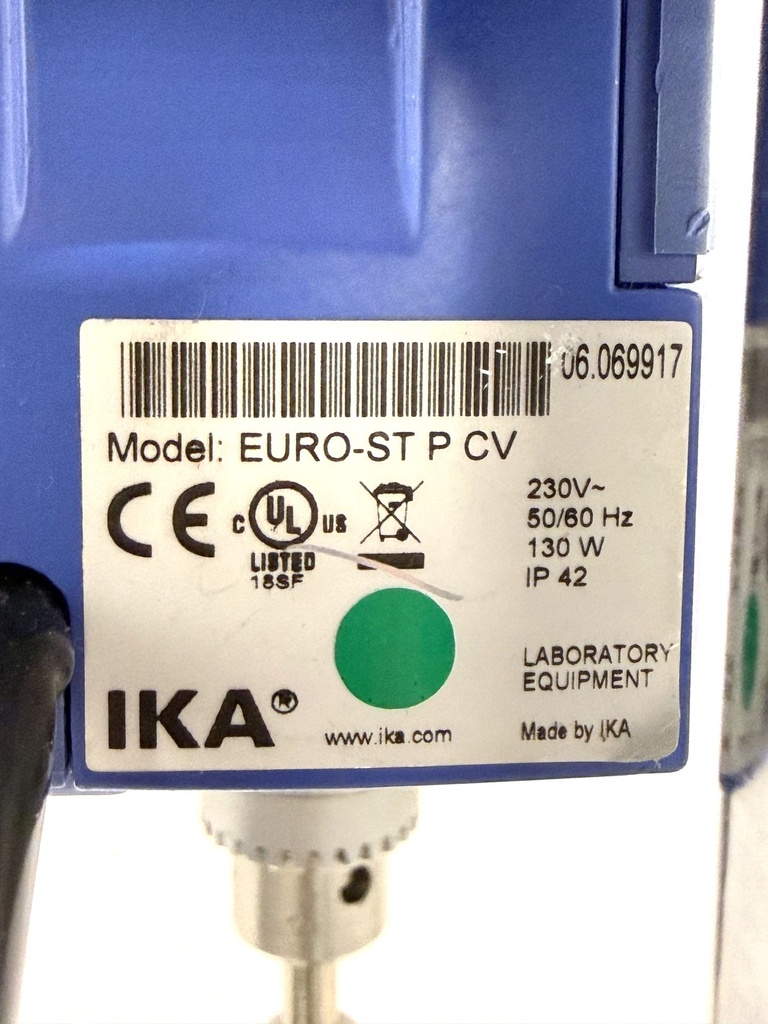 06.069917
Model: EURO-ST P CV
CE
C UL US
LISTED
18SF
230V~
50/60 Hz
130 W
IP 42
LABORATORY
EQUIPMENT
IKA®
www.ika.com
Made by IKA